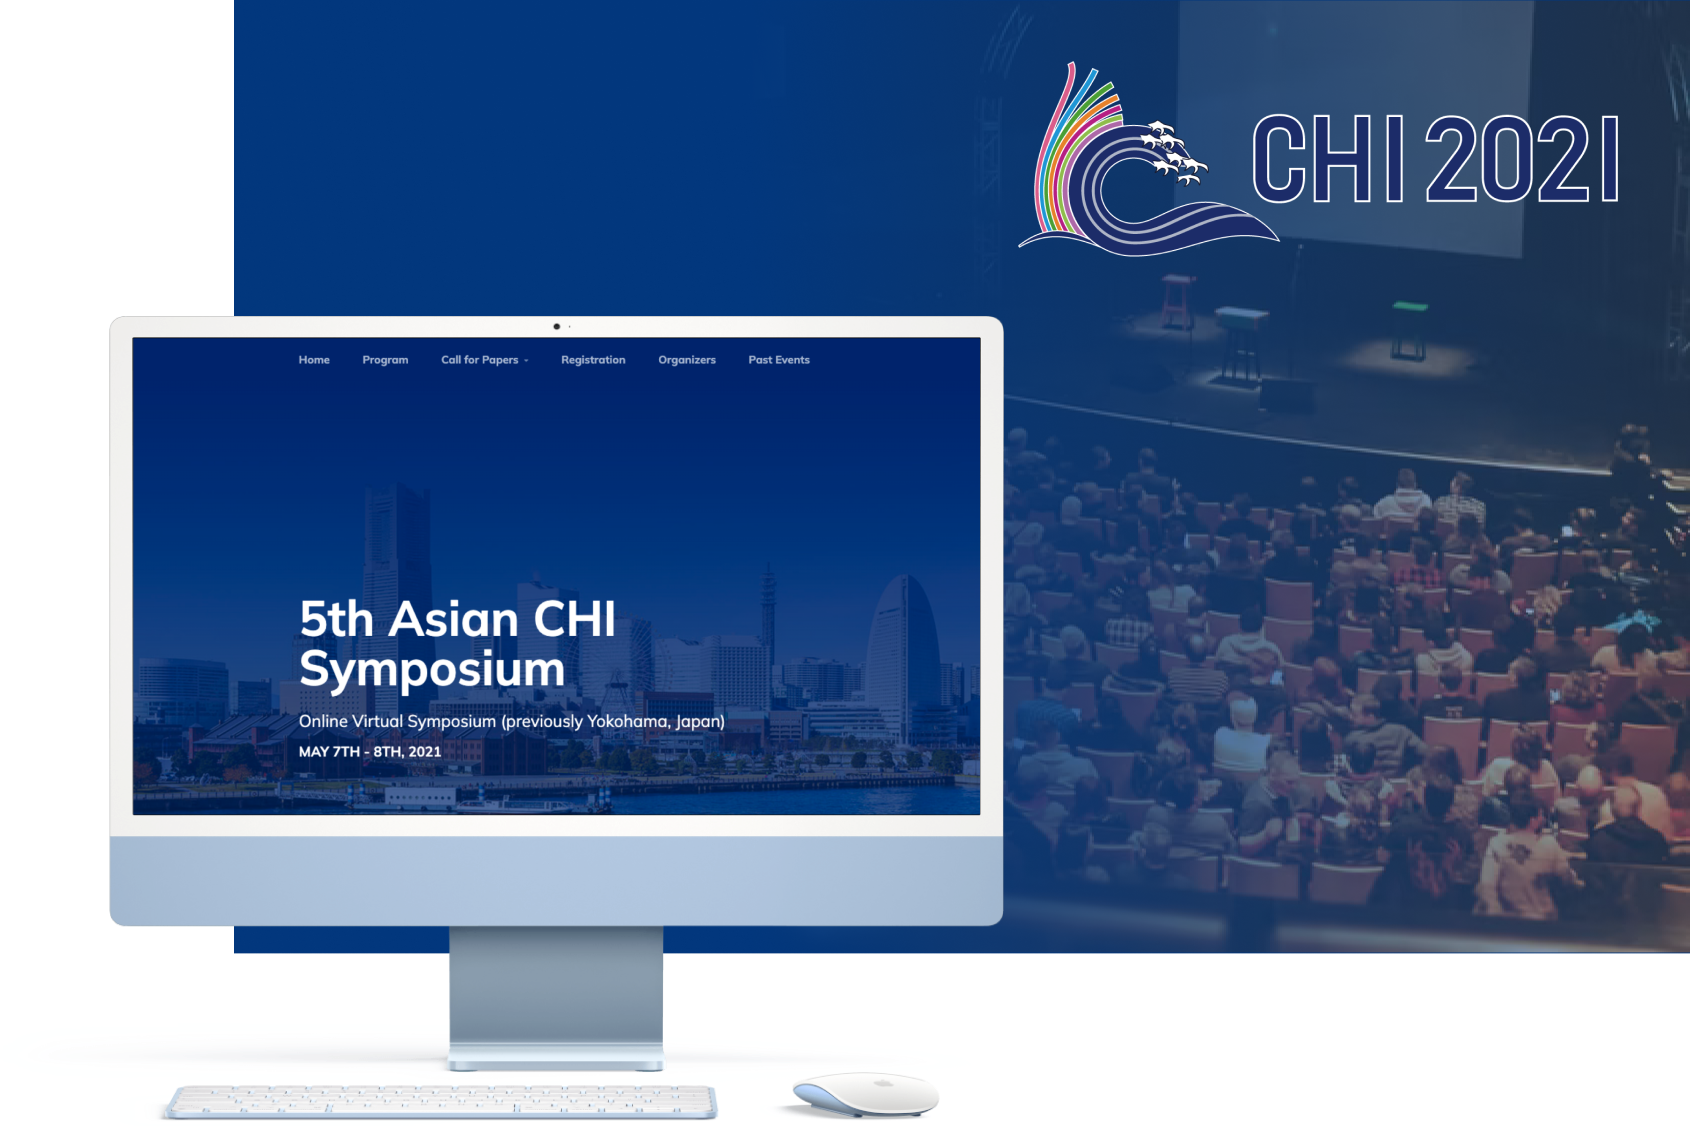 CHI 2021
Home Program Call for Papers Registration Organizers Past Events
5th Asian CHI
Symposium
Online Virtual Symposium (previously Yokohama, Japan)
MAY 7TH - 8TH, 2021